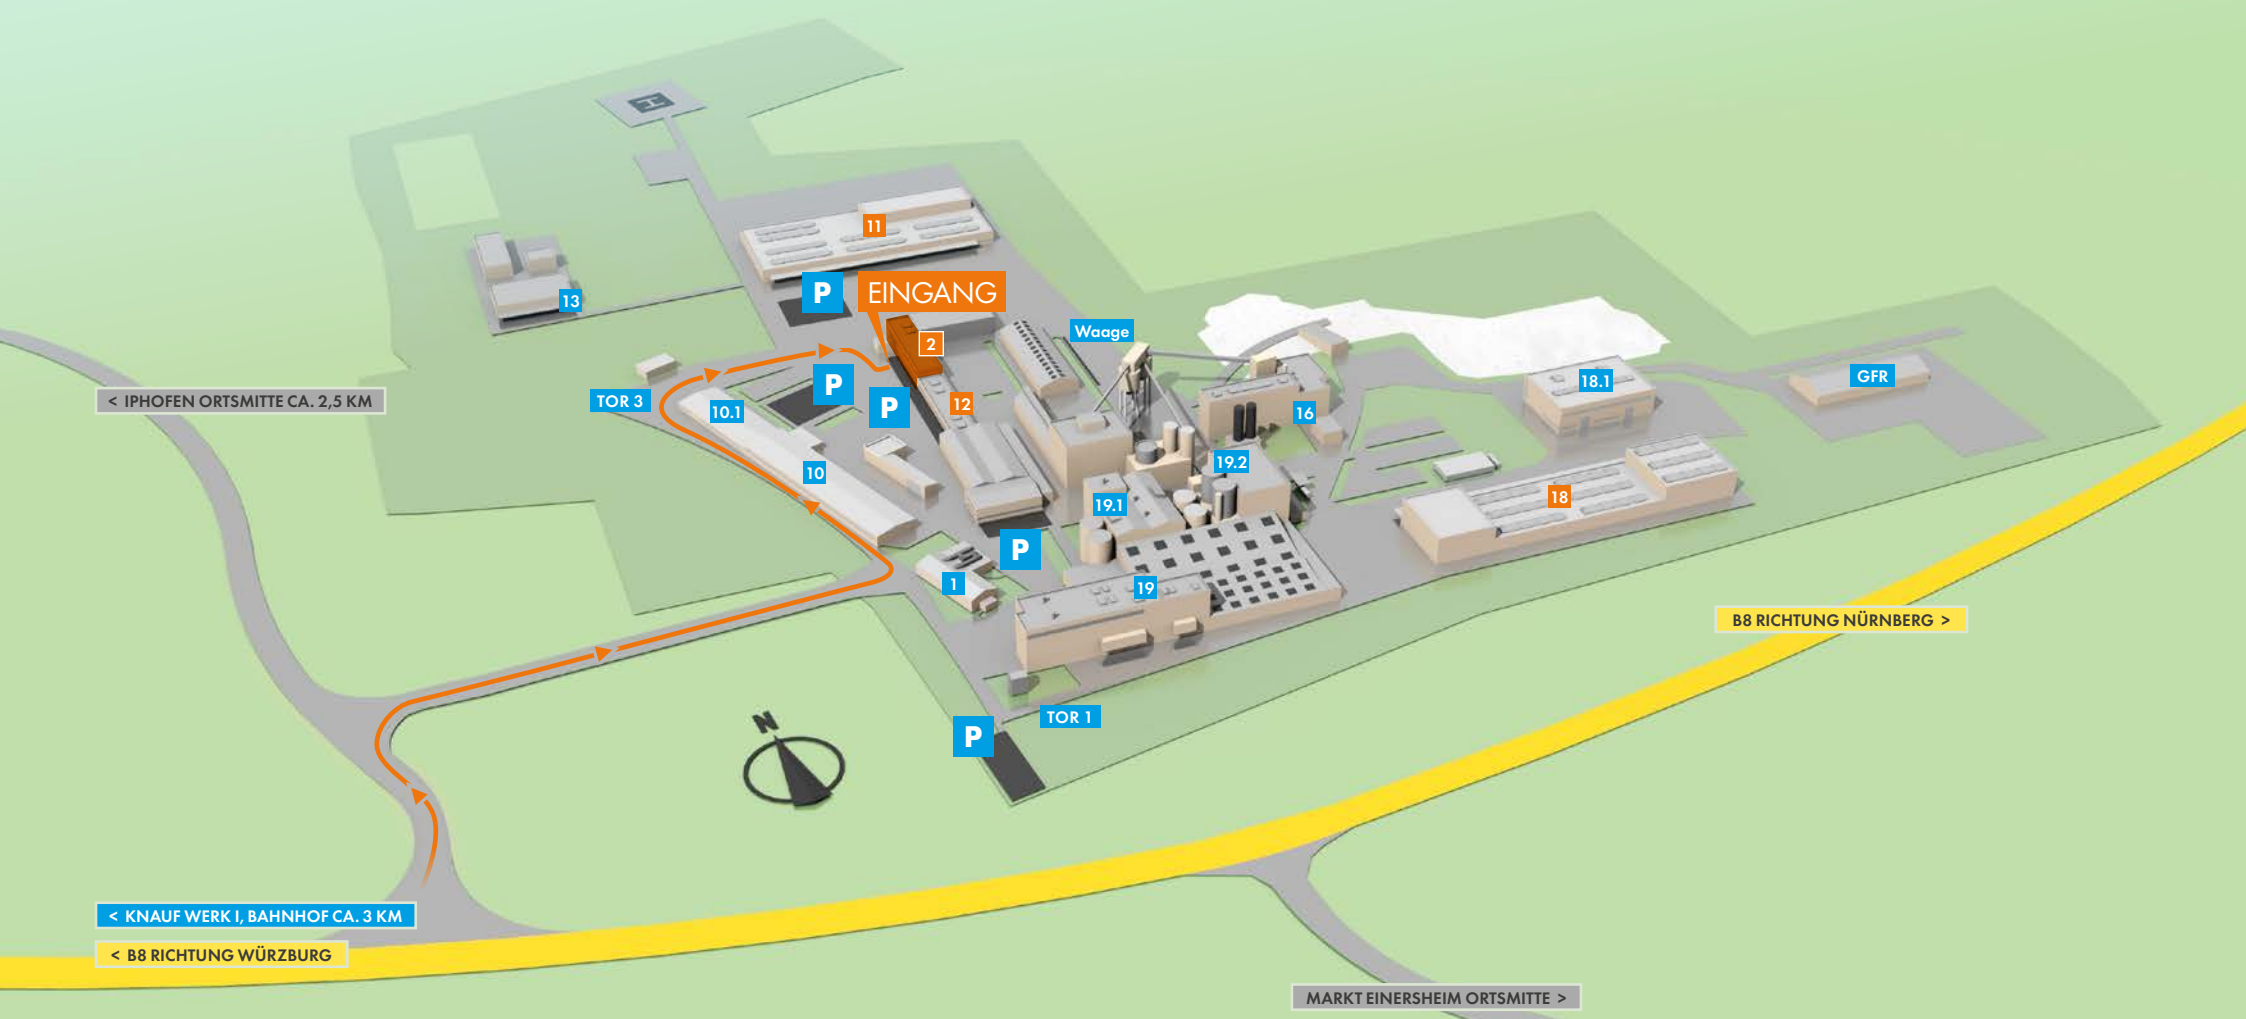 H
11
P
EINGANG
13
2
Waage
18.1
GFR
TOR 3
P
10.1
P
12
16
< IPHOFEN ORTSMITTE CA. 2,5 KM
10
19.2
18
19.1
P
1
19
B8 RICHTUNG NÜRNBERG >
TOR 1
P
N
< KNAUF WERK I, BAHNHOF CA. 3 KM
< B8 RICHTUNG WÜRZBURG
MARKT EINERSHEIM ORTSMITTE >